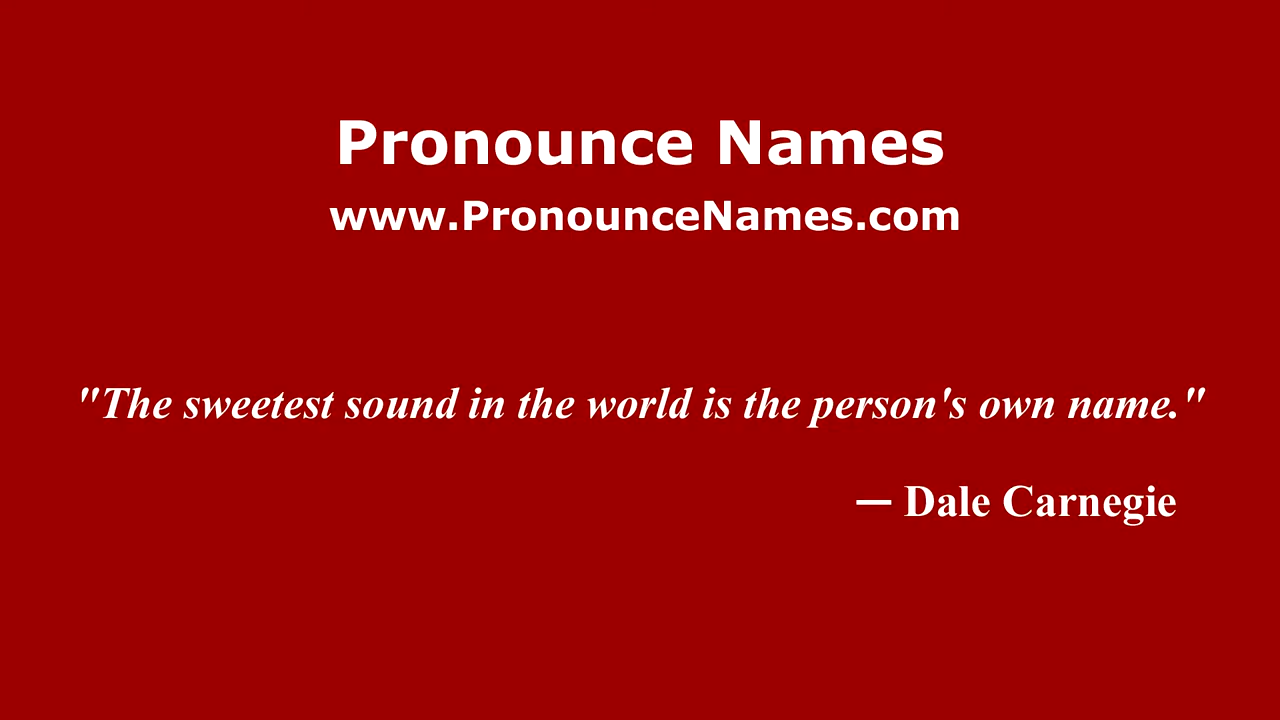 Pronounce Names
www.PronounceNames.com
"The sweetest sound in the world is the person's own name."
— Dale Carnegie